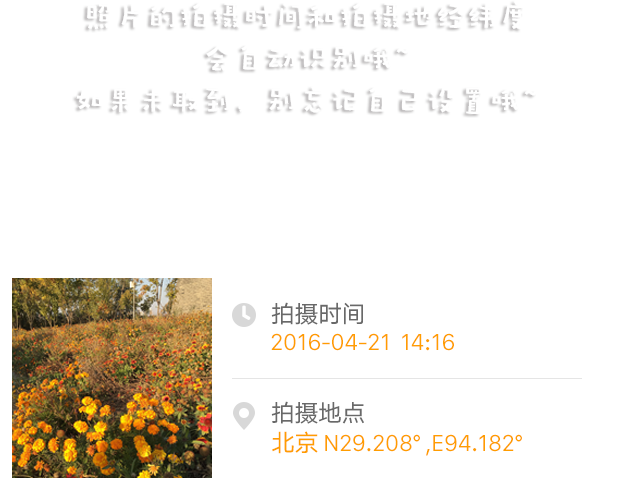 照片的拍摄时间和拍摄地经纬度
会自动识别哦~
如果未取到，别忘记自己设置哦~
拍摄时间
2016-04-21 14:16
拍摄地点
北京 N29.208° ,E94.182°